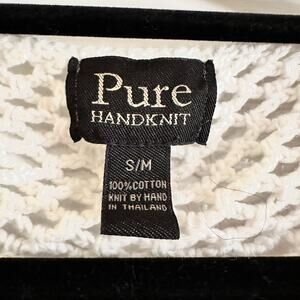 Pure
HANDKNIT
S/M
100% COTTON
KNIT BY HAND
IN THAILAND